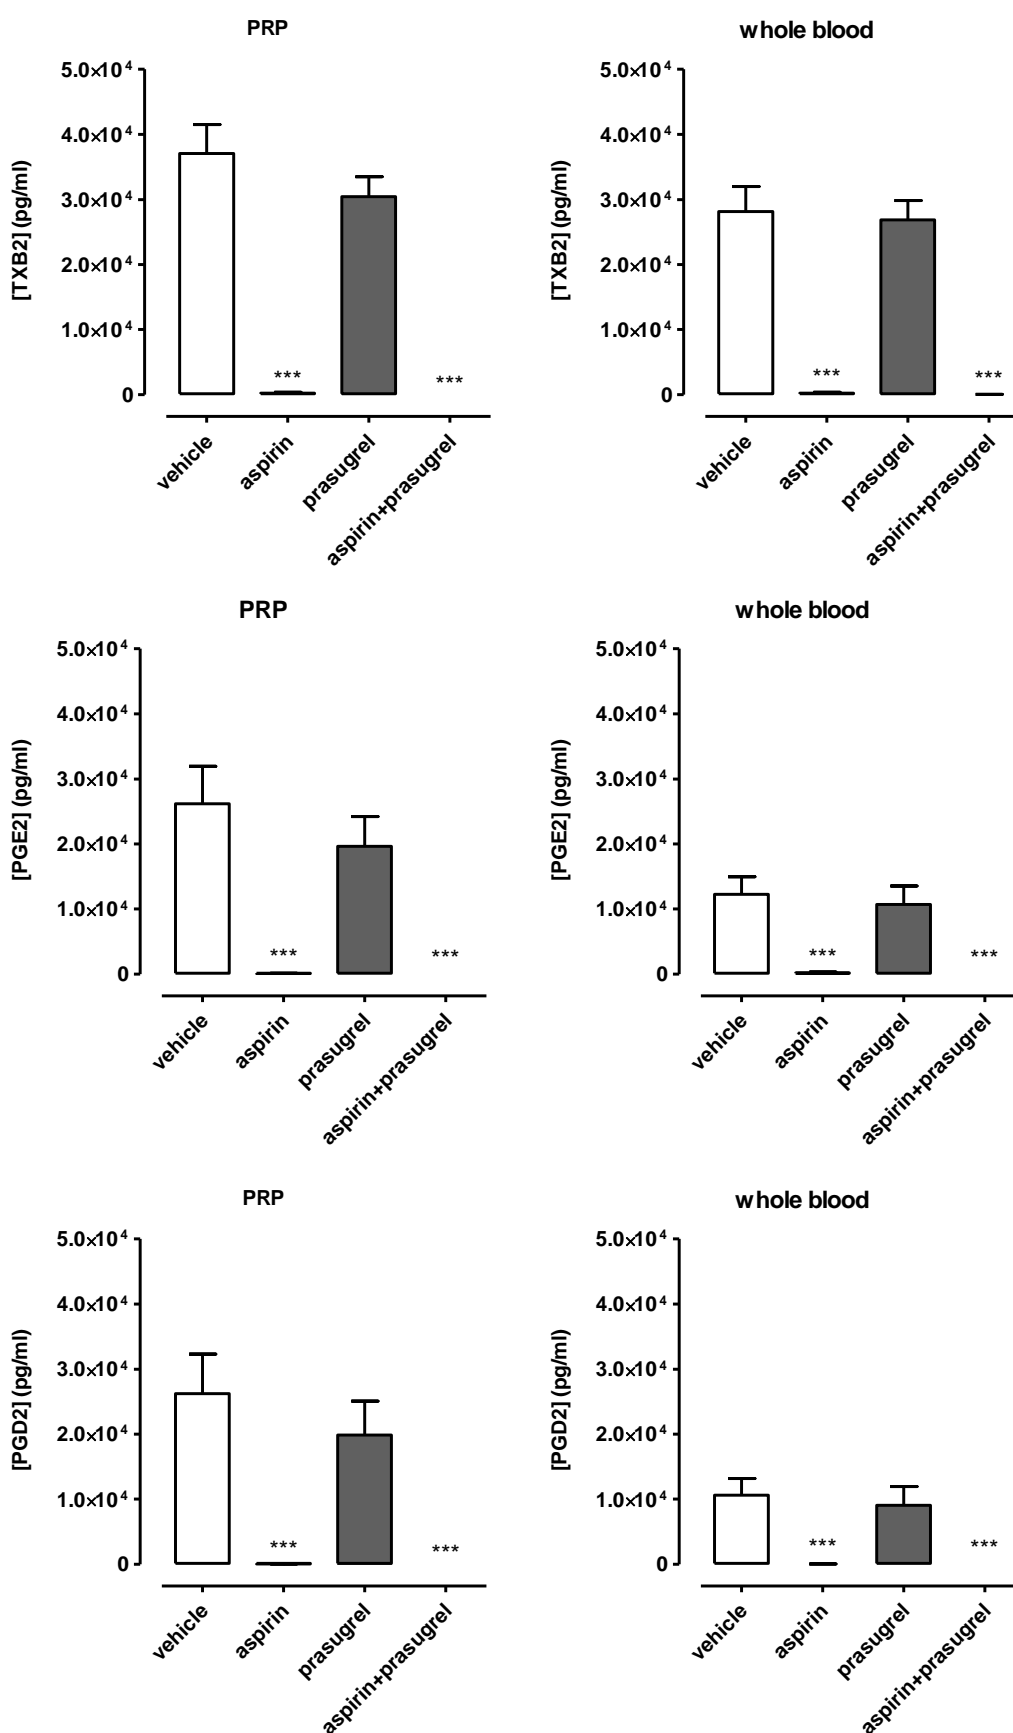 PRP
[TXB2] (pg/ml)
5.0×10⁴
4.0×10⁴
3.0×10⁴
2.0×10⁴
1.0×10⁴
0
***
***
vehicle
aspirin
prasugrel
aspirin+prasugrel
whole blood
[TXB2] (pg/ml)
5.0×10⁴
4.0×10⁴
3.0×10⁴
2.0×10⁴
1.0×10⁴
0
***
***
vehicle
aspirin
prasugrel
aspirin+prasugrel
PRP
[PGE2] (pg/ml)
5.0×10⁴
4.0×10⁴
3.0×10⁴
2.0×10⁴
1.0×10⁴
0
***
***
vehicle
aspirin
prasugrel
aspirin+prasugrel
whole blood
[PGE2] (pg/ml)
5.0×10⁴
4.0×10⁴
3.0×10⁴
2.0×10⁴
1.0×10⁴
0
***
***
vehicle
aspirin
prasugrel
aspirin+prasugrel
PRP
[PGD2] (pg/ml)
5.0×10⁴
4.0×10⁴
3.0×10⁴
2.0×10⁴
1.0×10⁴
0
***
***
vehicle
aspirin
prasugrel
aspirin+prasugrel
whole blood
[PGD2] (pg/ml)
5.0×10⁴
4.0×10⁴
3.0×10⁴
2.0×10⁴
1.0×10⁴
0
***
***
vehicle
aspirin
prasugrel
aspirin+prasugrel